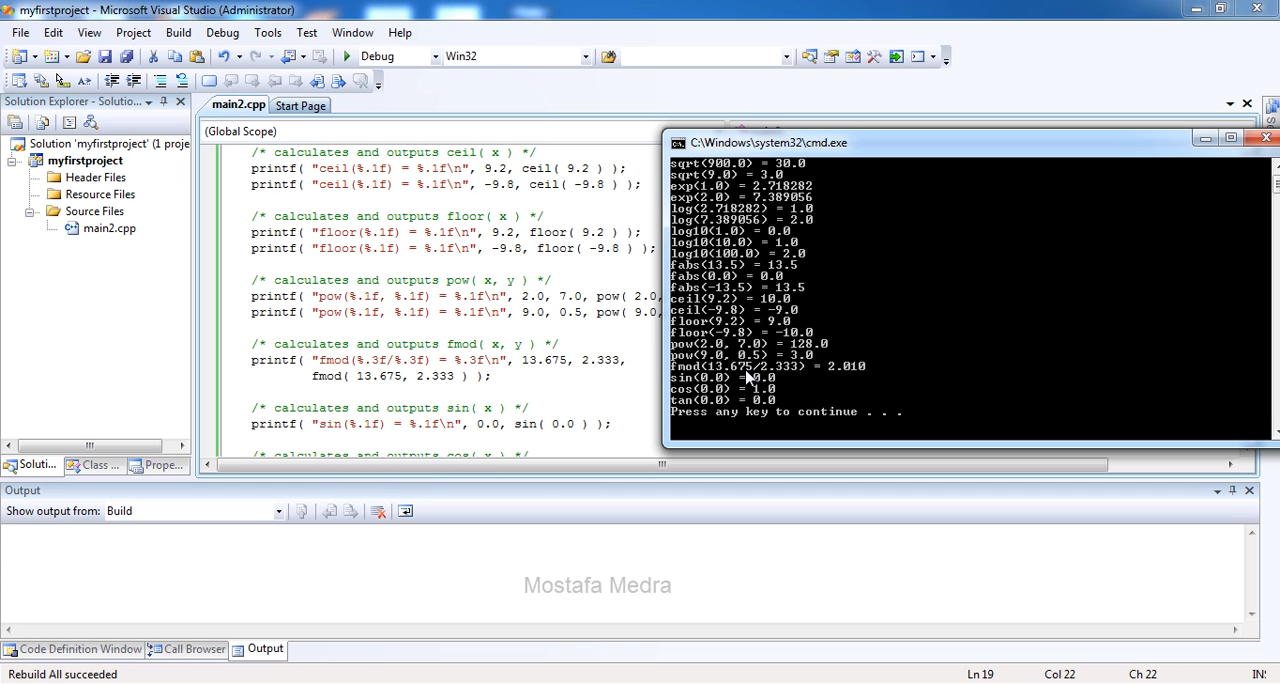 myfirstproject - Microsoft Visual Studio (Administrator)
File Edit View Project Build Debug Tools Test Window Help
Debug Win32
Solution Explorer - Solutio...
main2.cpp Start Page
(Global Scope)
Solution 'myfirstproject' (1 proje
myfirstproject
Header Files
Resource Files
Source Files
main2.cpp
/* calculates and outputs ceil( x ) */
printf( "ceil(%.1f) = %.1f\n", 9.2, ceil( 9.2 ) );
printf( "ceil(%.1f) = %.1f\n", -9.8, ceil( -9.8 ) );
/* calculates and outputs floor( x ) */
printf( "floor(%.1f) = %.1f\n", 9.2, floor( 9.2 ) );
printf( "floor(%.1f) = %.1f\n", -9.8, floor( -9.8 ) );
/* calculates and outputs pow( x, y ) */
printf( "pow(%.1f, %.1f) = %.1f\n", 2.0, 7.0, pow( 2.0,
printf( "pow(%.1f, %.1f) = %.1f\n", 9.0, 0.5, pow( 9.0,
/* calculates and outputs fmod( x, y ) */
printf( "fmod(%.3f/%.3f) = %.3f\n", 13.675, 2.333,
fmod( 13.675, 2.333 ) );
/* calculates and outputs sin( x ) */
printf( "sin(%.1f) = %.1f\n", 0.0, sin( 0.0 ) );
/* calculates and outputs cos( x ) */
C:\Windows\system32\cmd.exe
sqrt(900.0) = 30.0
sqrt(9.0) = 3.0
exp(1.0) = 2.718282
exp(2.0) = 7.389056
log(2.718282) = 1.0
log(7.389056) = 2.0
log10(1.0) = 0.0
log10(10.0) = 1.0
log10(100.0) = 2.0
fabs(13.5) = 13.5
fabs(0.0) = 0.0
fabs(-13.5) = 13.5
ceil(9.2) = 10.0
ceil(-9.8) = -9.0
floor(9.2) = 9.0
floor(-9.8) = -10.0
pow(2.0, 7.0) = 128.0
pow(9.0, 0.5) = 3.0
fmod(13.675/2.333) = 2.010
sin(0.0) = 0.0
cos(0.0) = 1.0
tan(0.0) = 0.0
Press any key to continue . . .
Soluti... Class ... Prope...
Output
Show output from: Build
Mostafa Medra
Code Definition Window Call Browser Output
Rebuild All succeeded Ln 19 Col 22 Ch 22 INS